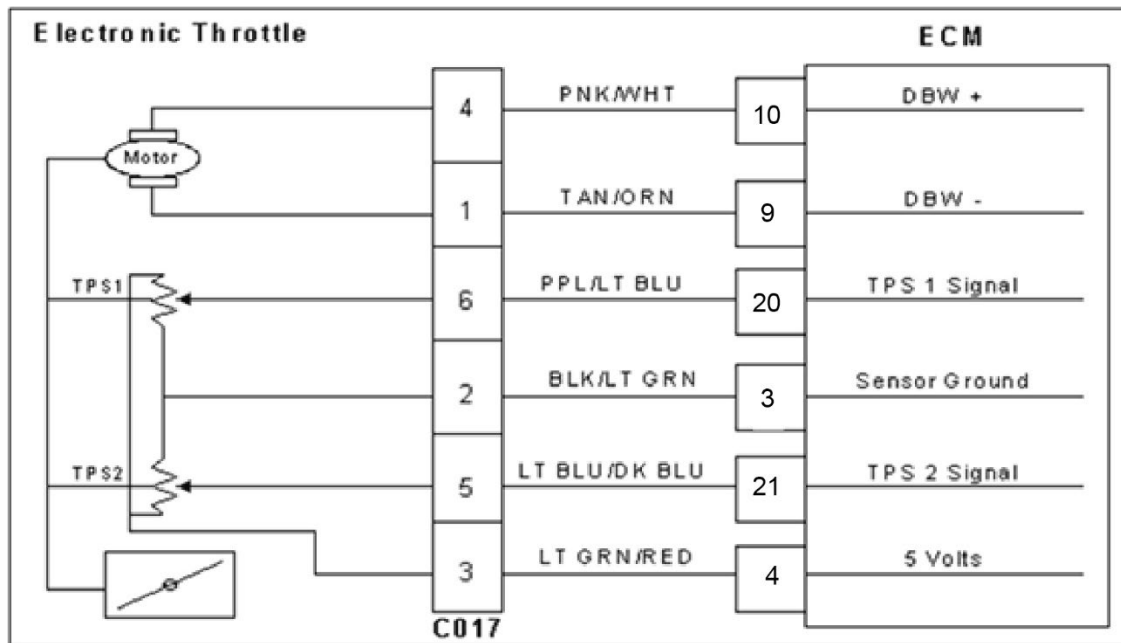 Electronic Throttle
ECM
4 PNK/WHT 10 DBW +
Motor
1 TAN/ORN 9 DBW -
TPS1 6 PPL/LT BLU 20 TPS 1 Signal
2 BLK/LT GRN 3 Sensor Ground
TPS2 5 LT BLU/DK BLU 21 TPS 2 Signal
3 LT GRN/RED 4 5 Volts
C017